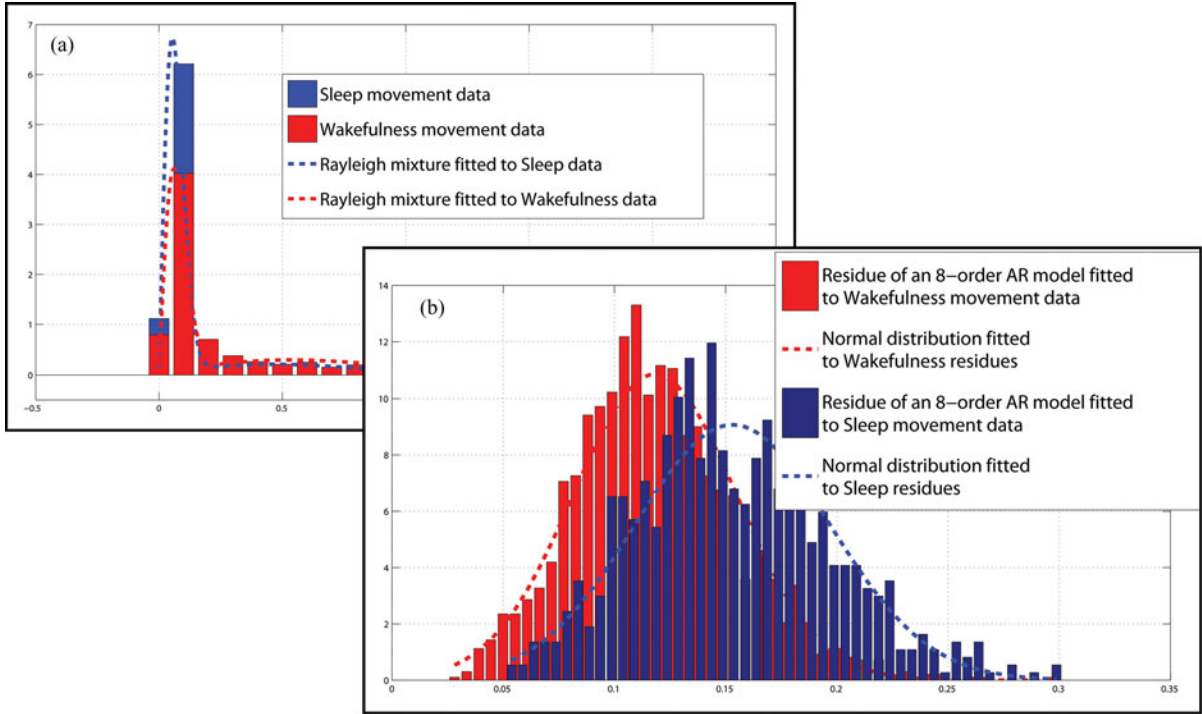 (a)
7
6
5
4
3
2
1
0
−0.5
0
0.5
Sleep movement data
Wakefulness movement data
Rayleigh mixture fitted to Sleep data
Rayleigh mixture fitted to Wakefulness data
(b)
14
12
10
8
6
4
2
0
0
0.05
0.1
0.15
0.2
0.25
0.3
0.35
Residue of an 8−order AR model fitted
to Wakefulness movement data
Normal distribution fitted
to Wakefulness residues
Residue of an 8−order AR model fitted
to Sleep movement data
Normal distribution fitted
to Sleep residues